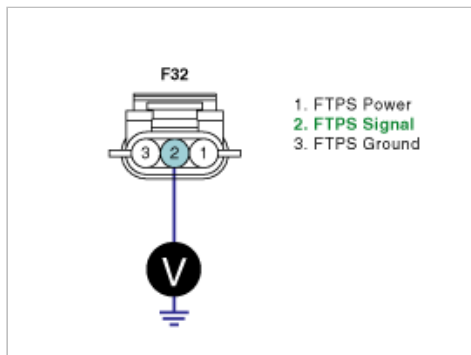 F32
1. FTPS Power
2. FTPS Signal
3. FTPS Ground
3 2 1
V